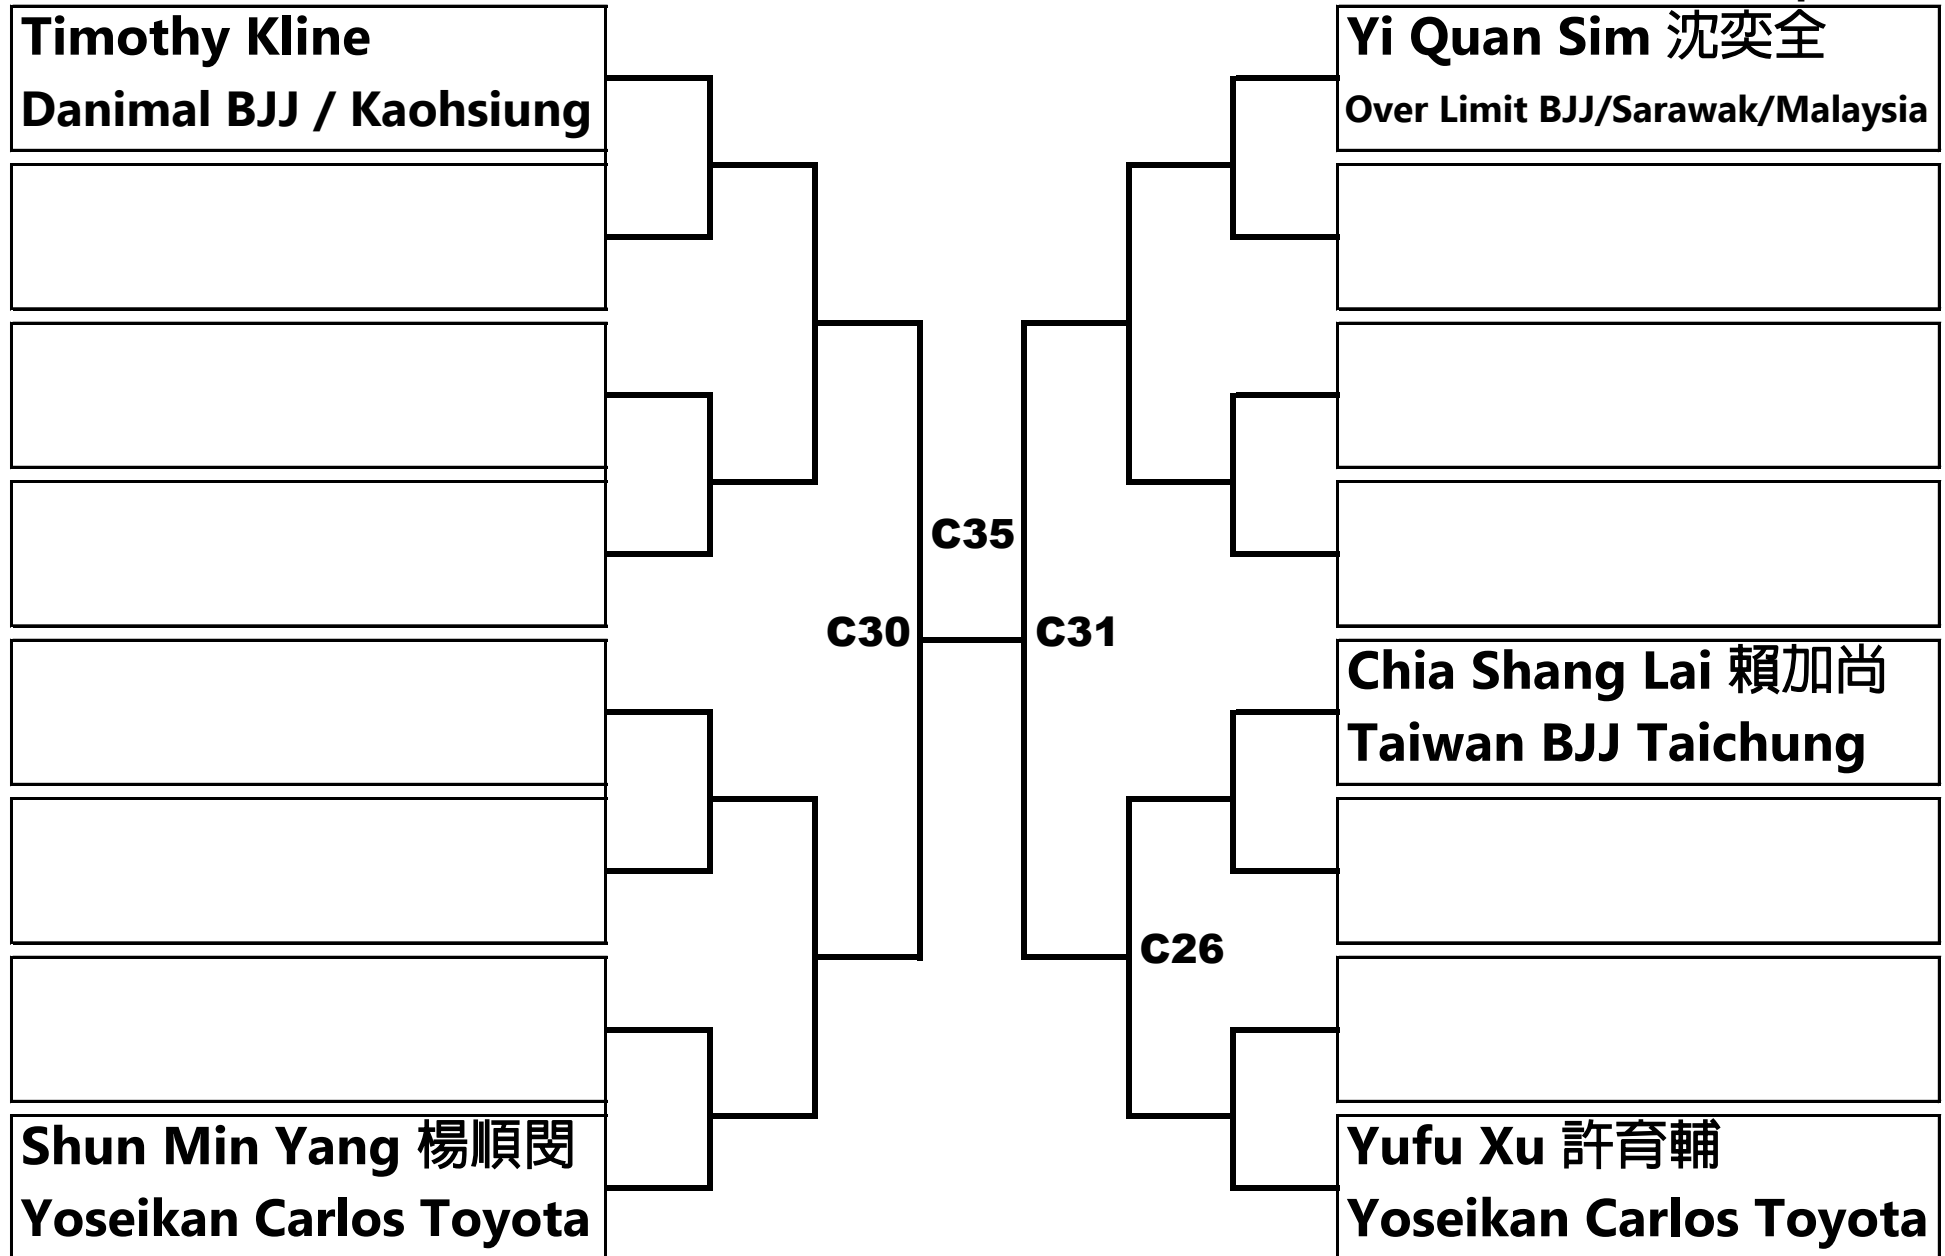 Timothy Kline
Danimal BJJ / Kaohsiung
Yi Quan Sim 沈奕全
Over Limit BJJ/Sarawak/Malaysia
C35
C30
C31
Chia Shang Lai 賴加尚
Taiwan BJJ Taichung
C26
Shun Min Yang 楊順閔
Yoseikan Carlos Toyota
Yufu Xu 許育輔
Yoseikan Carlos Toyota